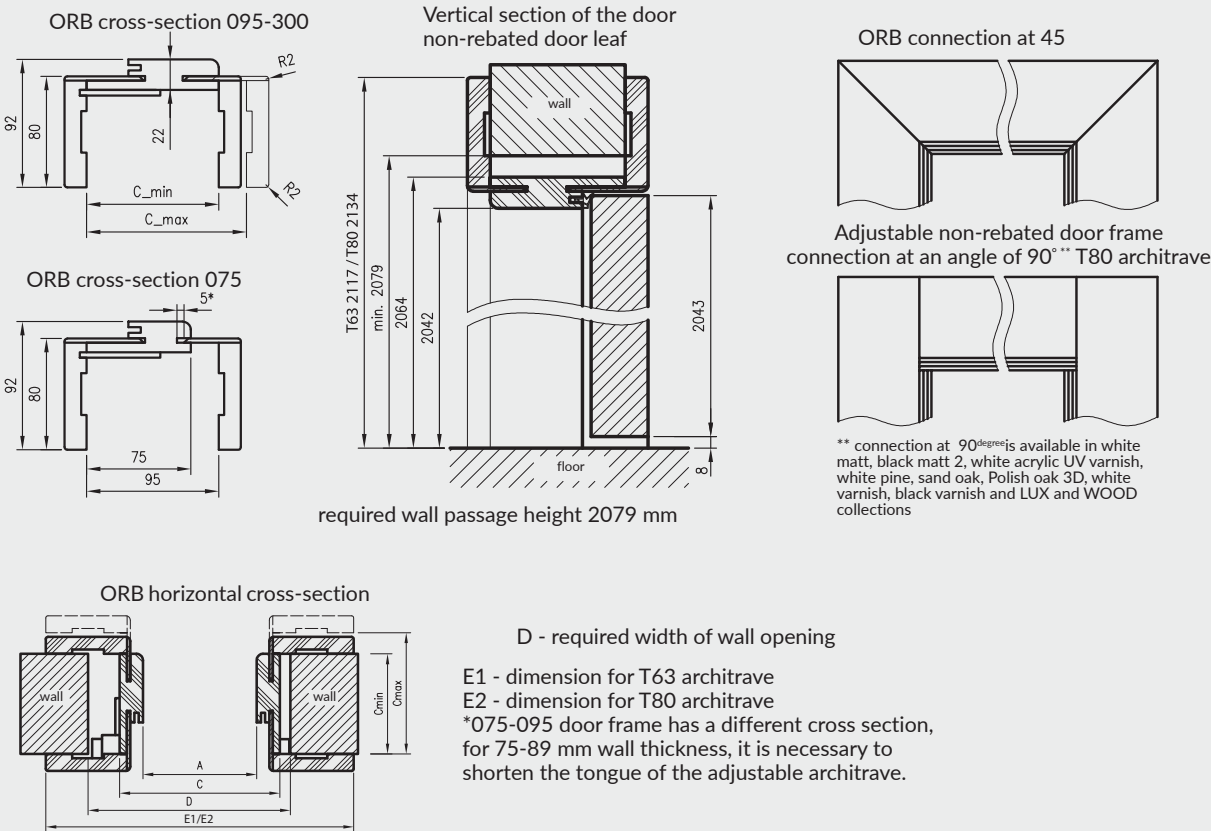 ORB cross-section 095-300
92
80
22
R2
R2
C_min
C_max
ORB cross-section 075
5*
92
80
75
95
Vertical section of the door
non-rebated door leaf
wall
T63 2117 / T80 2134
min. 2079
2064
2042
2043
8
floor
required wall passage height 2079 mm
ORB connection at 45
Adjustable non-rebated door frame
connection at an angle of 90°** T80 architrave
** connection at 90degreeis available in white
matt, black matt 2, white acrylic UV varnish,
white pine, sand oak, Polish oak 3D, white
varnish, black varnish and LUX and WOOD
collections
ORB horizontal cross-section
wall
wall
Cmin
Cmax
A
C
D
E1/E2
D - required width of wall opening
E1 - dimension for T63 architrave
E2 - dimension for T80 architrave
*075-095 door frame has a different cross section,
for 75-89 mm wall thickness, it is necessary to
shorten the tongue of the adjustable architrave.